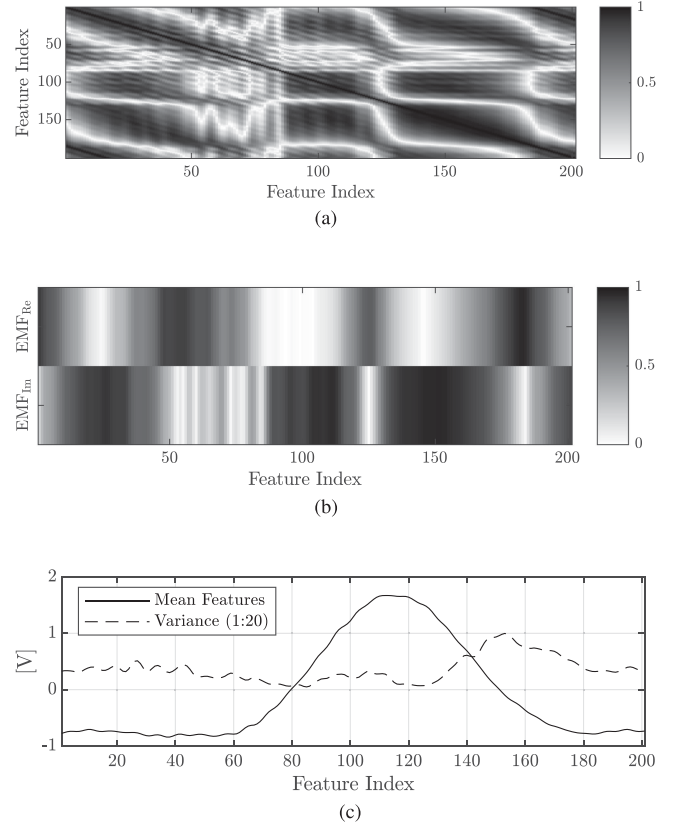 50
100
150
Feature Index
50
100
150
200
Feature Index
1
0.5
0
(a)
EMF_Re
EMF_Im
50
100
150
200
Feature Index
1
0.5
0
(b)
2
1
0
-1
[V]
Mean Features
Variance (1:20)
20
40
60
80
100
120
140
160
180
200
Feature Index
(c)